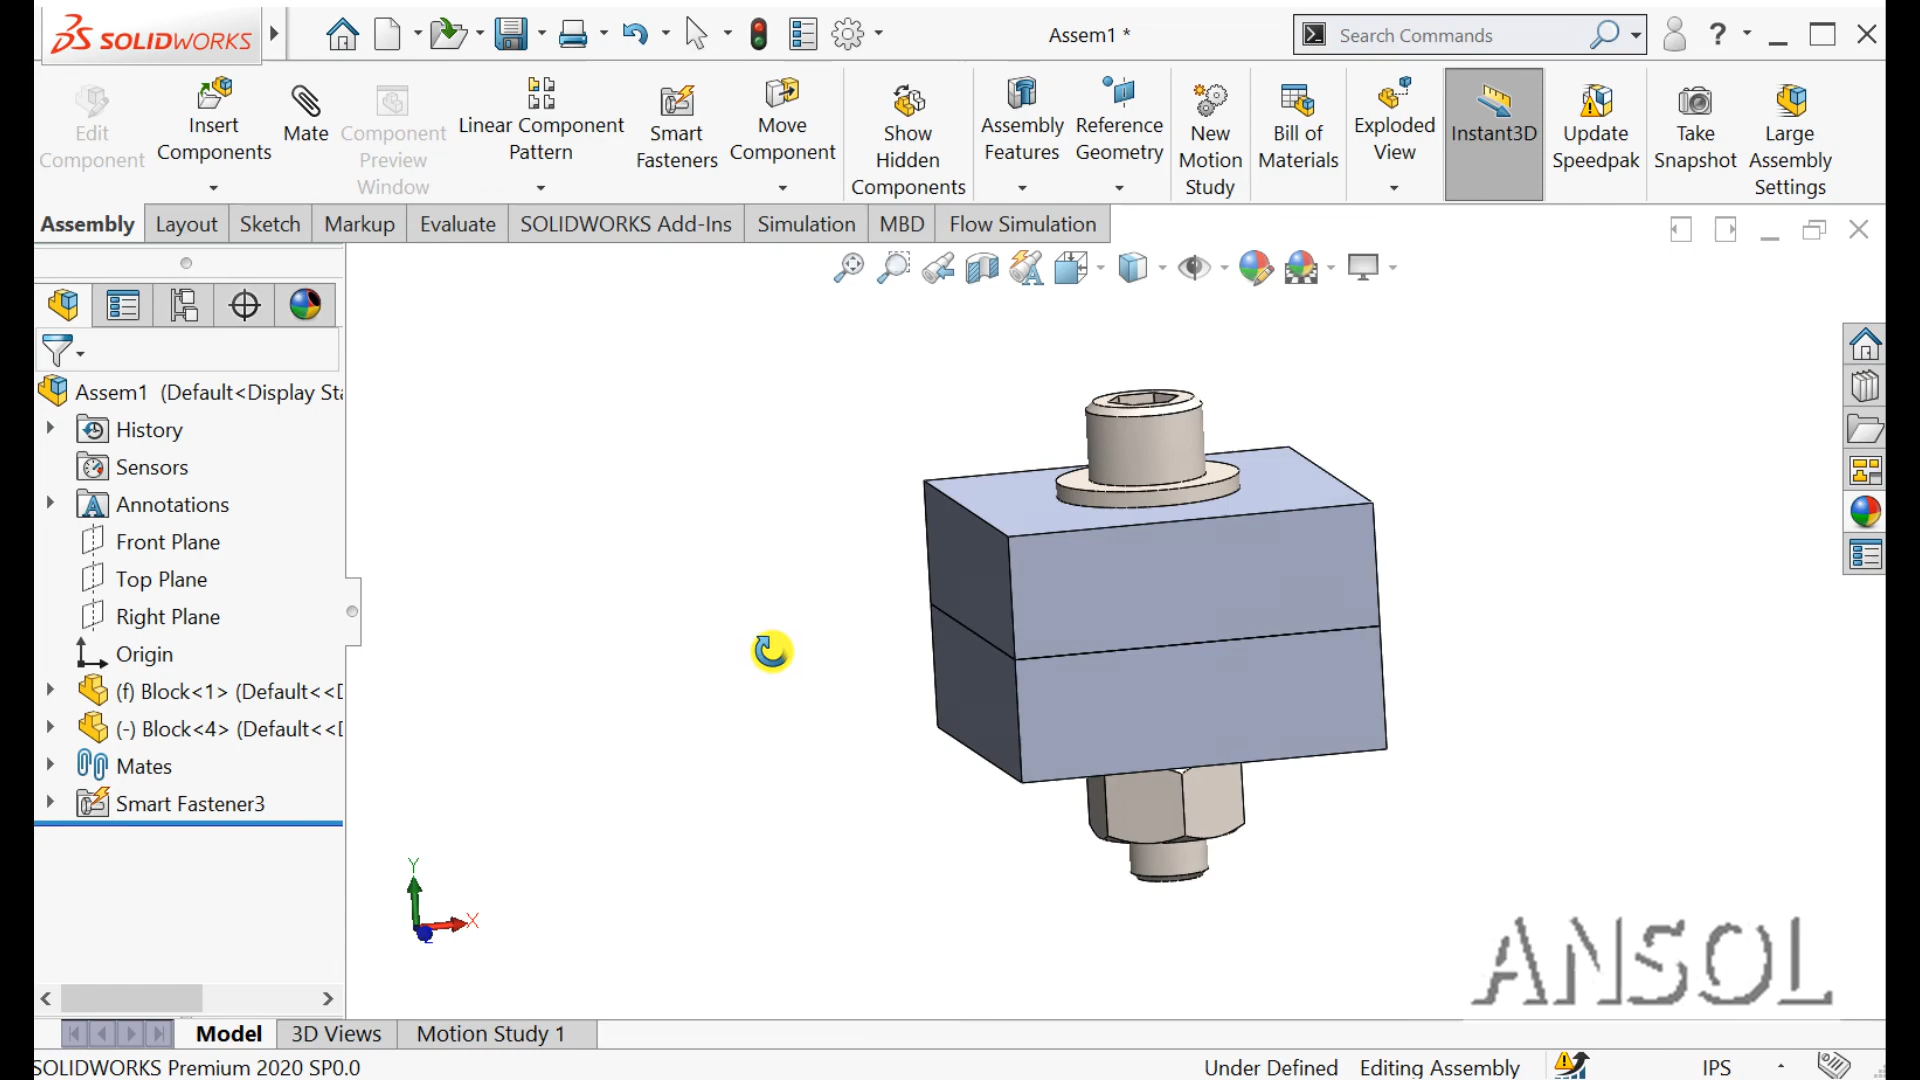 SOLIDWORKS
Assem1 *
Search Commands
?
Edit
Component
Insert
Components
Mate
Component
Preview
Window
Linear Component
Pattern
Smart
Fasteners
Move
Component
Show
Hidden
Components
Assembly
Features
Reference
Geometry
New
Motion
Study
Bill of
Materials
Exploded
View
Instant3D
Update
Speedpak
Take
Snapshot
Large
Assembly
Settings
Assembly
Layout
Sketch
Markup
Evaluate
SOLIDWORKS Add-Ins
Simulation
MBD
Flow Simulation
Assem1 (Default<Display Sta
History
Sensors
Annotations
Front Plane
Top Plane
Right Plane
Origin
(f) Block<1> (Default<<D
(-) Block<4> (Default<<D
Mates
Smart Fastener3
Y
X
Z
ANSOL
Model
3D Views
Motion Study 1
SOLIDWORKS Premium 2020 SP0.0
Under Defined
Editing Assembly
IPS